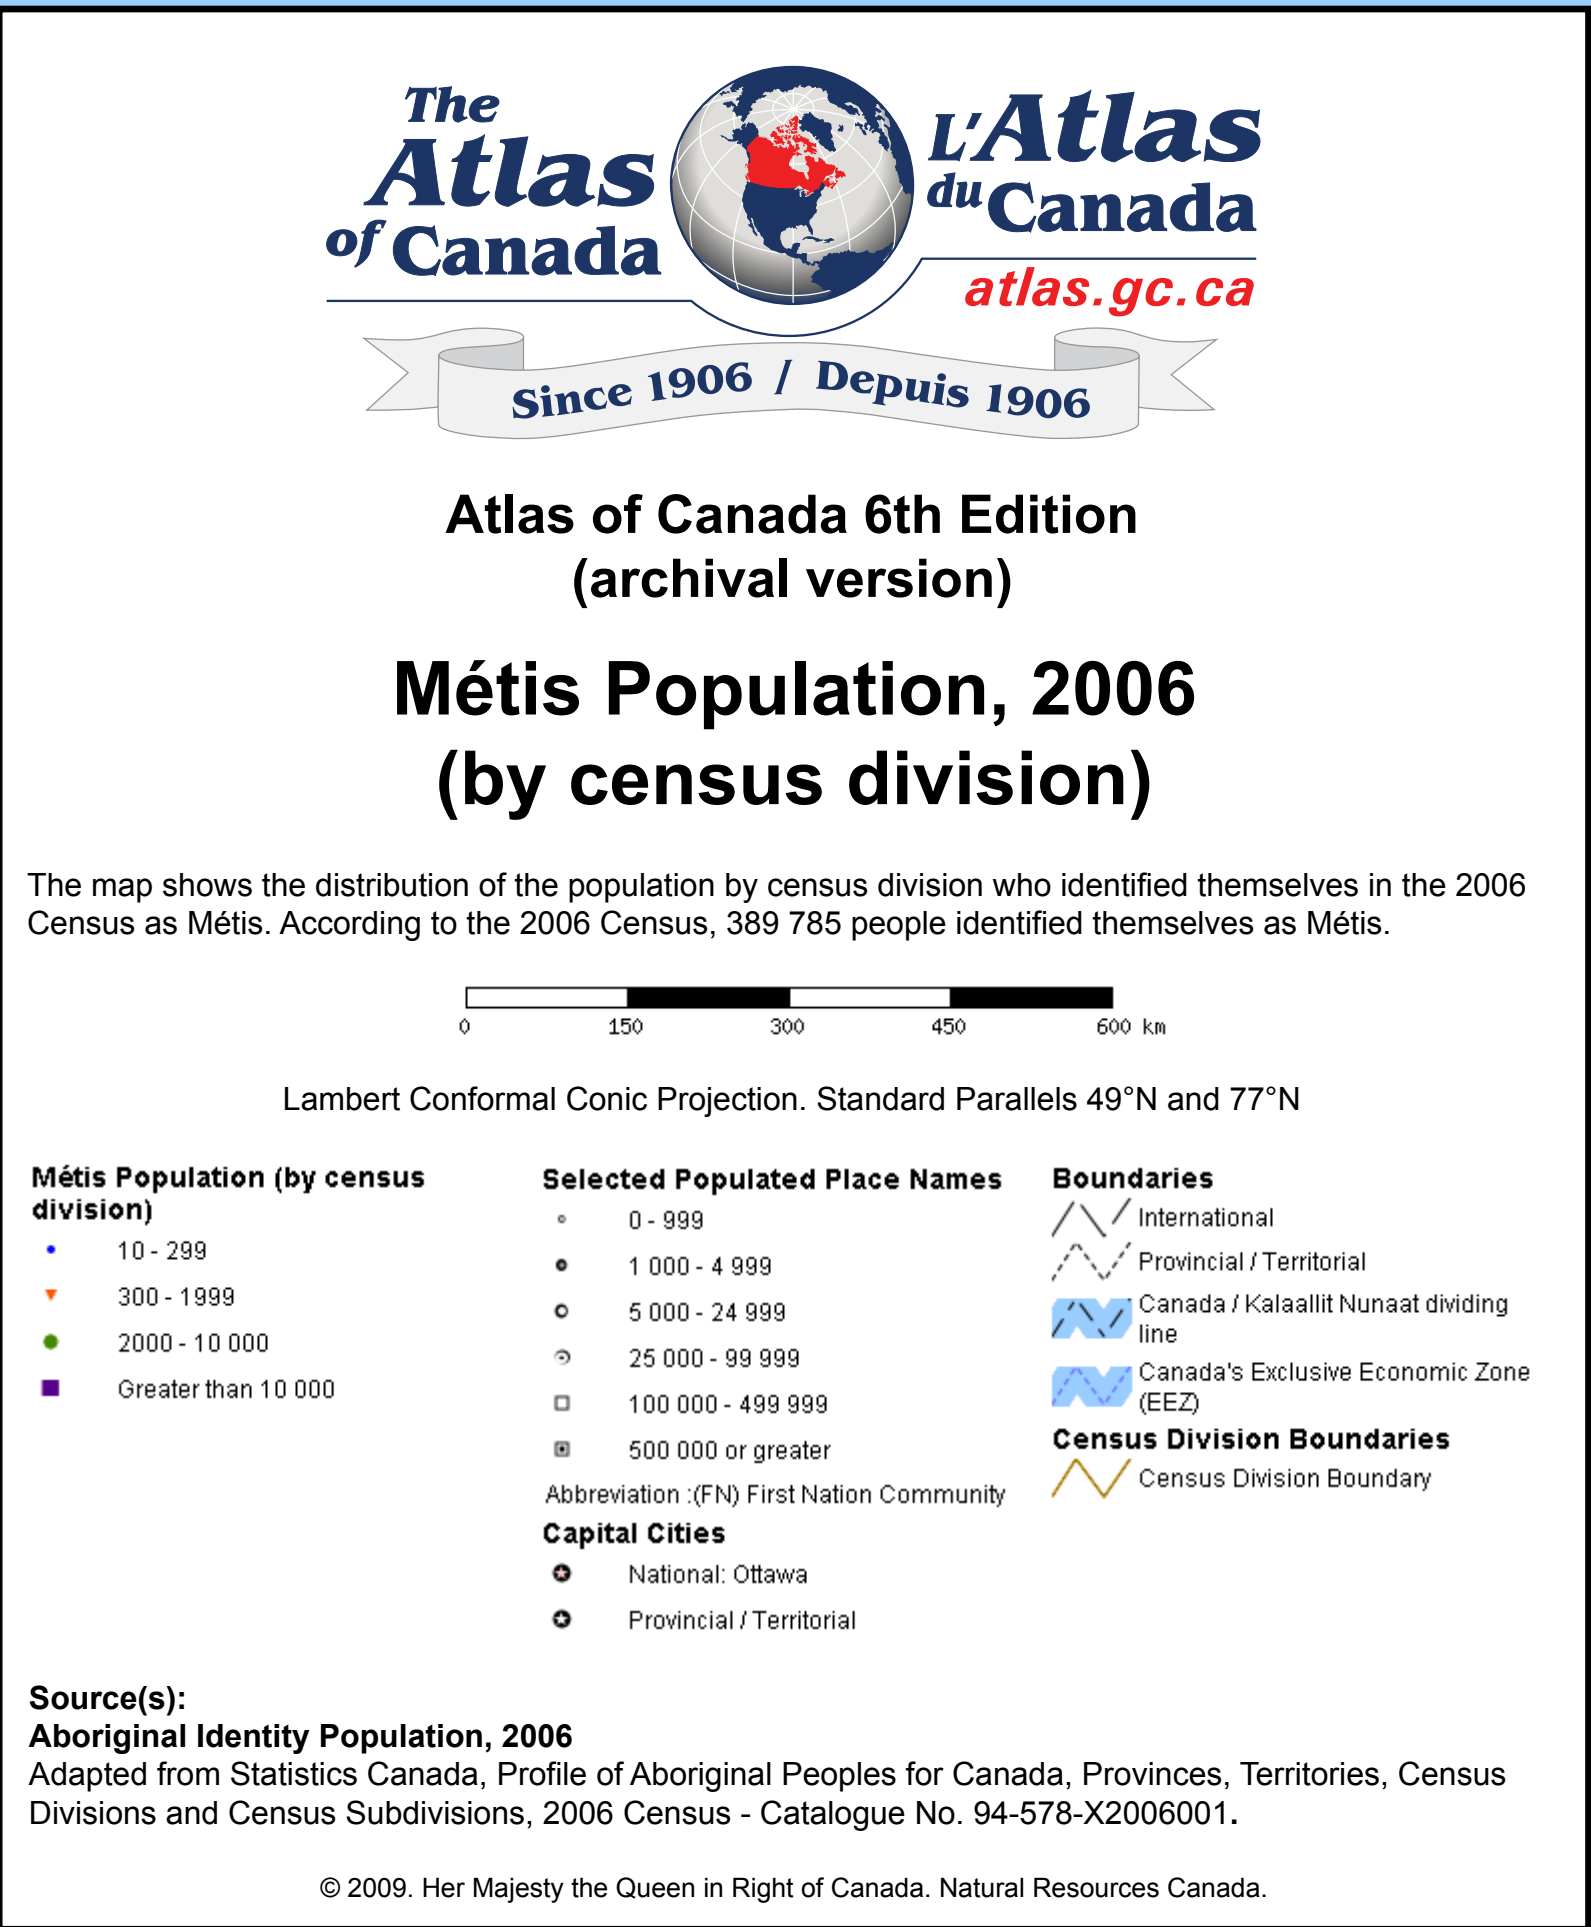 The
Atlas
of Canada
L'Atlas
du Canada
atlas.gc.ca
Since 1906 / Depuis 1906
Atlas of Canada 6th Edition
(archival version)
Métis Population, 2006
(by census division)
The map shows the distribution of the population by census division who identified themselves in the 2006
Census as Métis. According to the 2006 Census, 389 785 people identified themselves as Métis.
0 150 300 450 600 km
Lambert Conformal Conic Projection. Standard Parallels 49°N and 77°N
Métis Population (by census
division)
10 - 299
300 - 1999
2000 - 10 000
Greater than 10 000
Selected Populated Place Names
0 - 999
1 000 - 4 999
5 000 - 24 999
25 000 - 99 999
100 000 - 499 999
500 000 or greater
Abbreviation :(FN) First Nation Community
Capital Cities
National: Ottawa
Provincial / Territorial
Boundaries
International
Provincial / Territorial
Canada / Kalaallit Nunaat dividing
line
Canada's Exclusive Economic Zone
(EEZ)
Census Division Boundaries
Census Division Boundary
Source(s):
Aboriginal Identity Population, 2006
Adapted from Statistics Canada, Profile of Aboriginal Peoples for Canada, Provinces, Territories, Census
Divisions and Census Subdivisions, 2006 Census - Catalogue No. 94-578-X2006001.
© 2009. Her Majesty the Queen in Right of Canada. Natural Resources Canada.